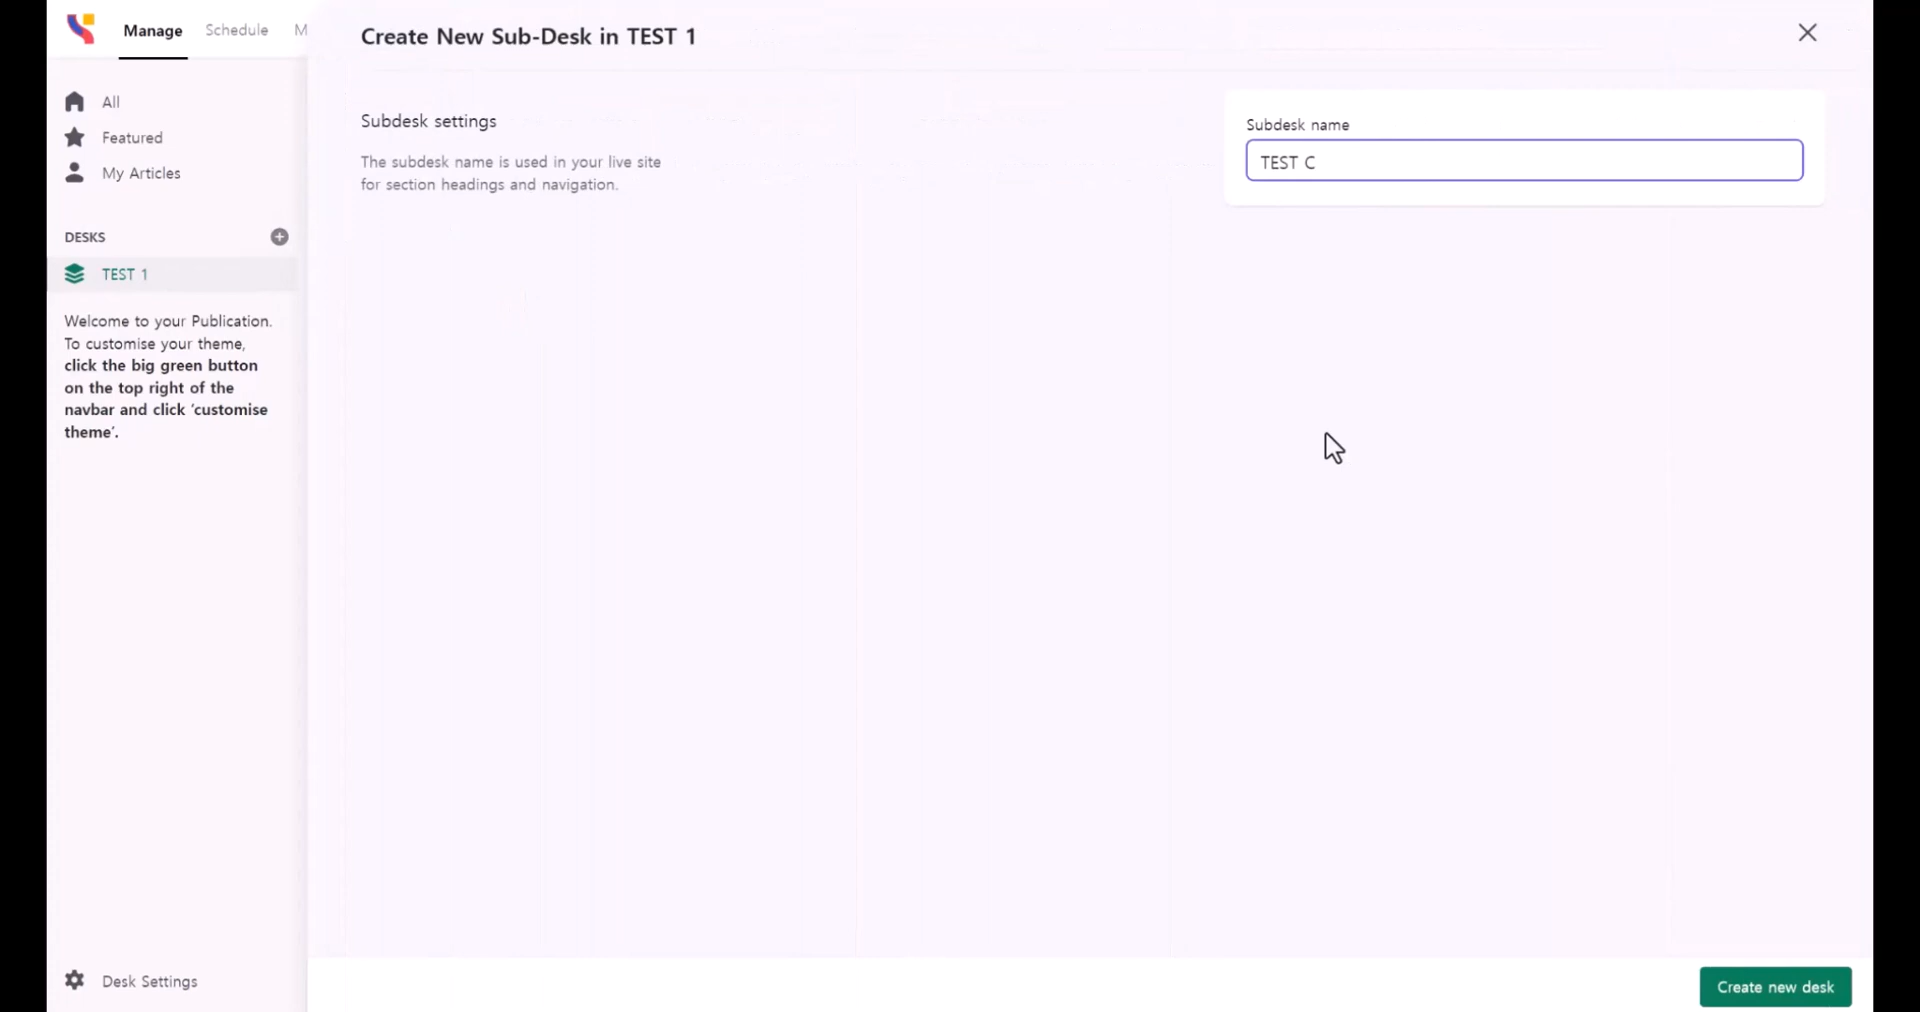 Manage Schedule M
Create New Sub-Desk in TEST 1
All
Featured
My Articles
DESKS
TEST 1
Welcome to your Publication.
To customise your theme,
click the big green button
on the top right of the
navbar and click ‘customise
theme’.
Desk Settings
Subdesk settings
The subdesk name is used in your live site
for section headings and navigation.
Subdesk name
TEST C
Create new desk